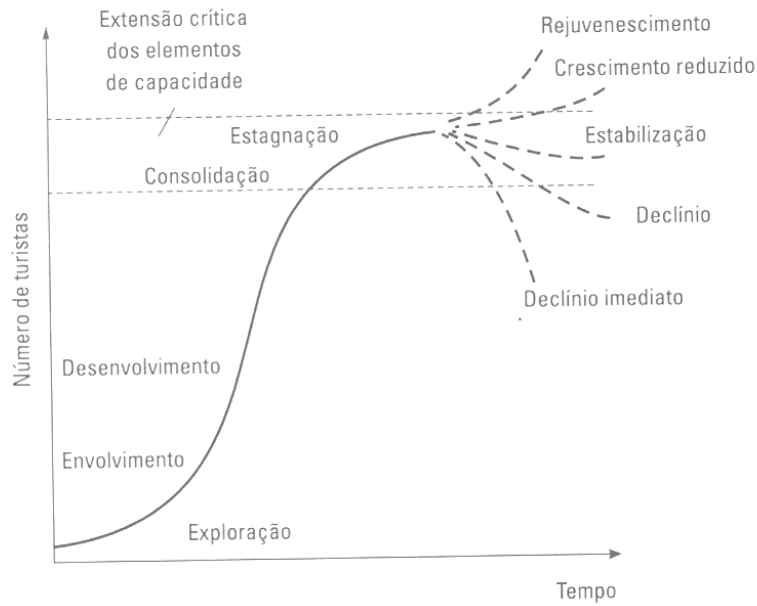 Extensão crítica
dos elementos
de capacidade
Rejuvenescimento
Crescimento reduzido
Estagnação
Estabilização
Consolidação
Declínio
Declínio imediato
Número de turistas
Desenvolvimento
Envolvimento
Exploração
Tempo